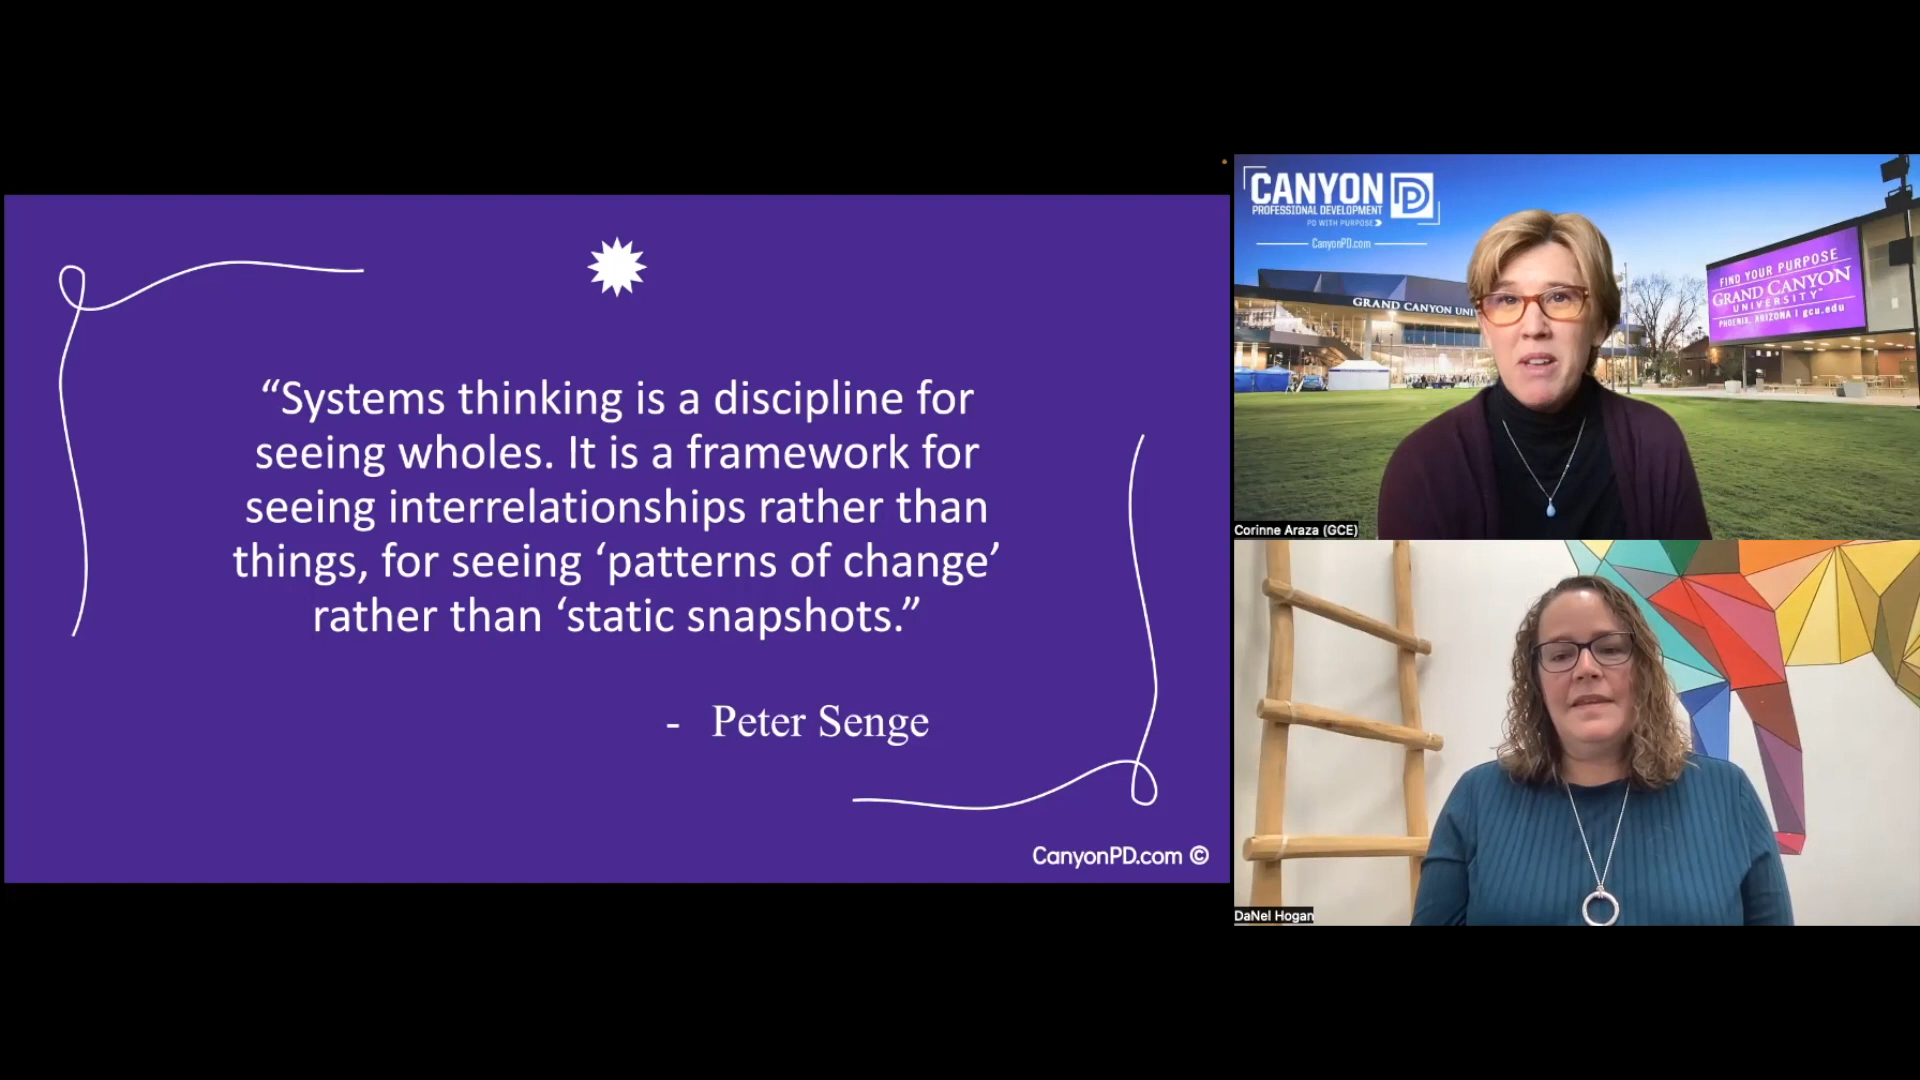 “Systems thinking is a discipline for
seeing wholes. It is a framework for
seeing interrelationships rather than
things, for seeing ‘patterns of change’
rather than ‘static snapshots.”
- Peter Senge
CanyonPD.com ©
CANYON PD
PROFESSIONAL DEVELOPMENT
PD WITH PURPOSE
CanyonPD.com
GRAND CANYON UNI
FIND YOUR PURPOSE
GRAND CANYON
UNIVERSITY™
PHOENIX, ARIZONA | gcu.edu
Corinne Araza (GCE)
DaNel Hogan